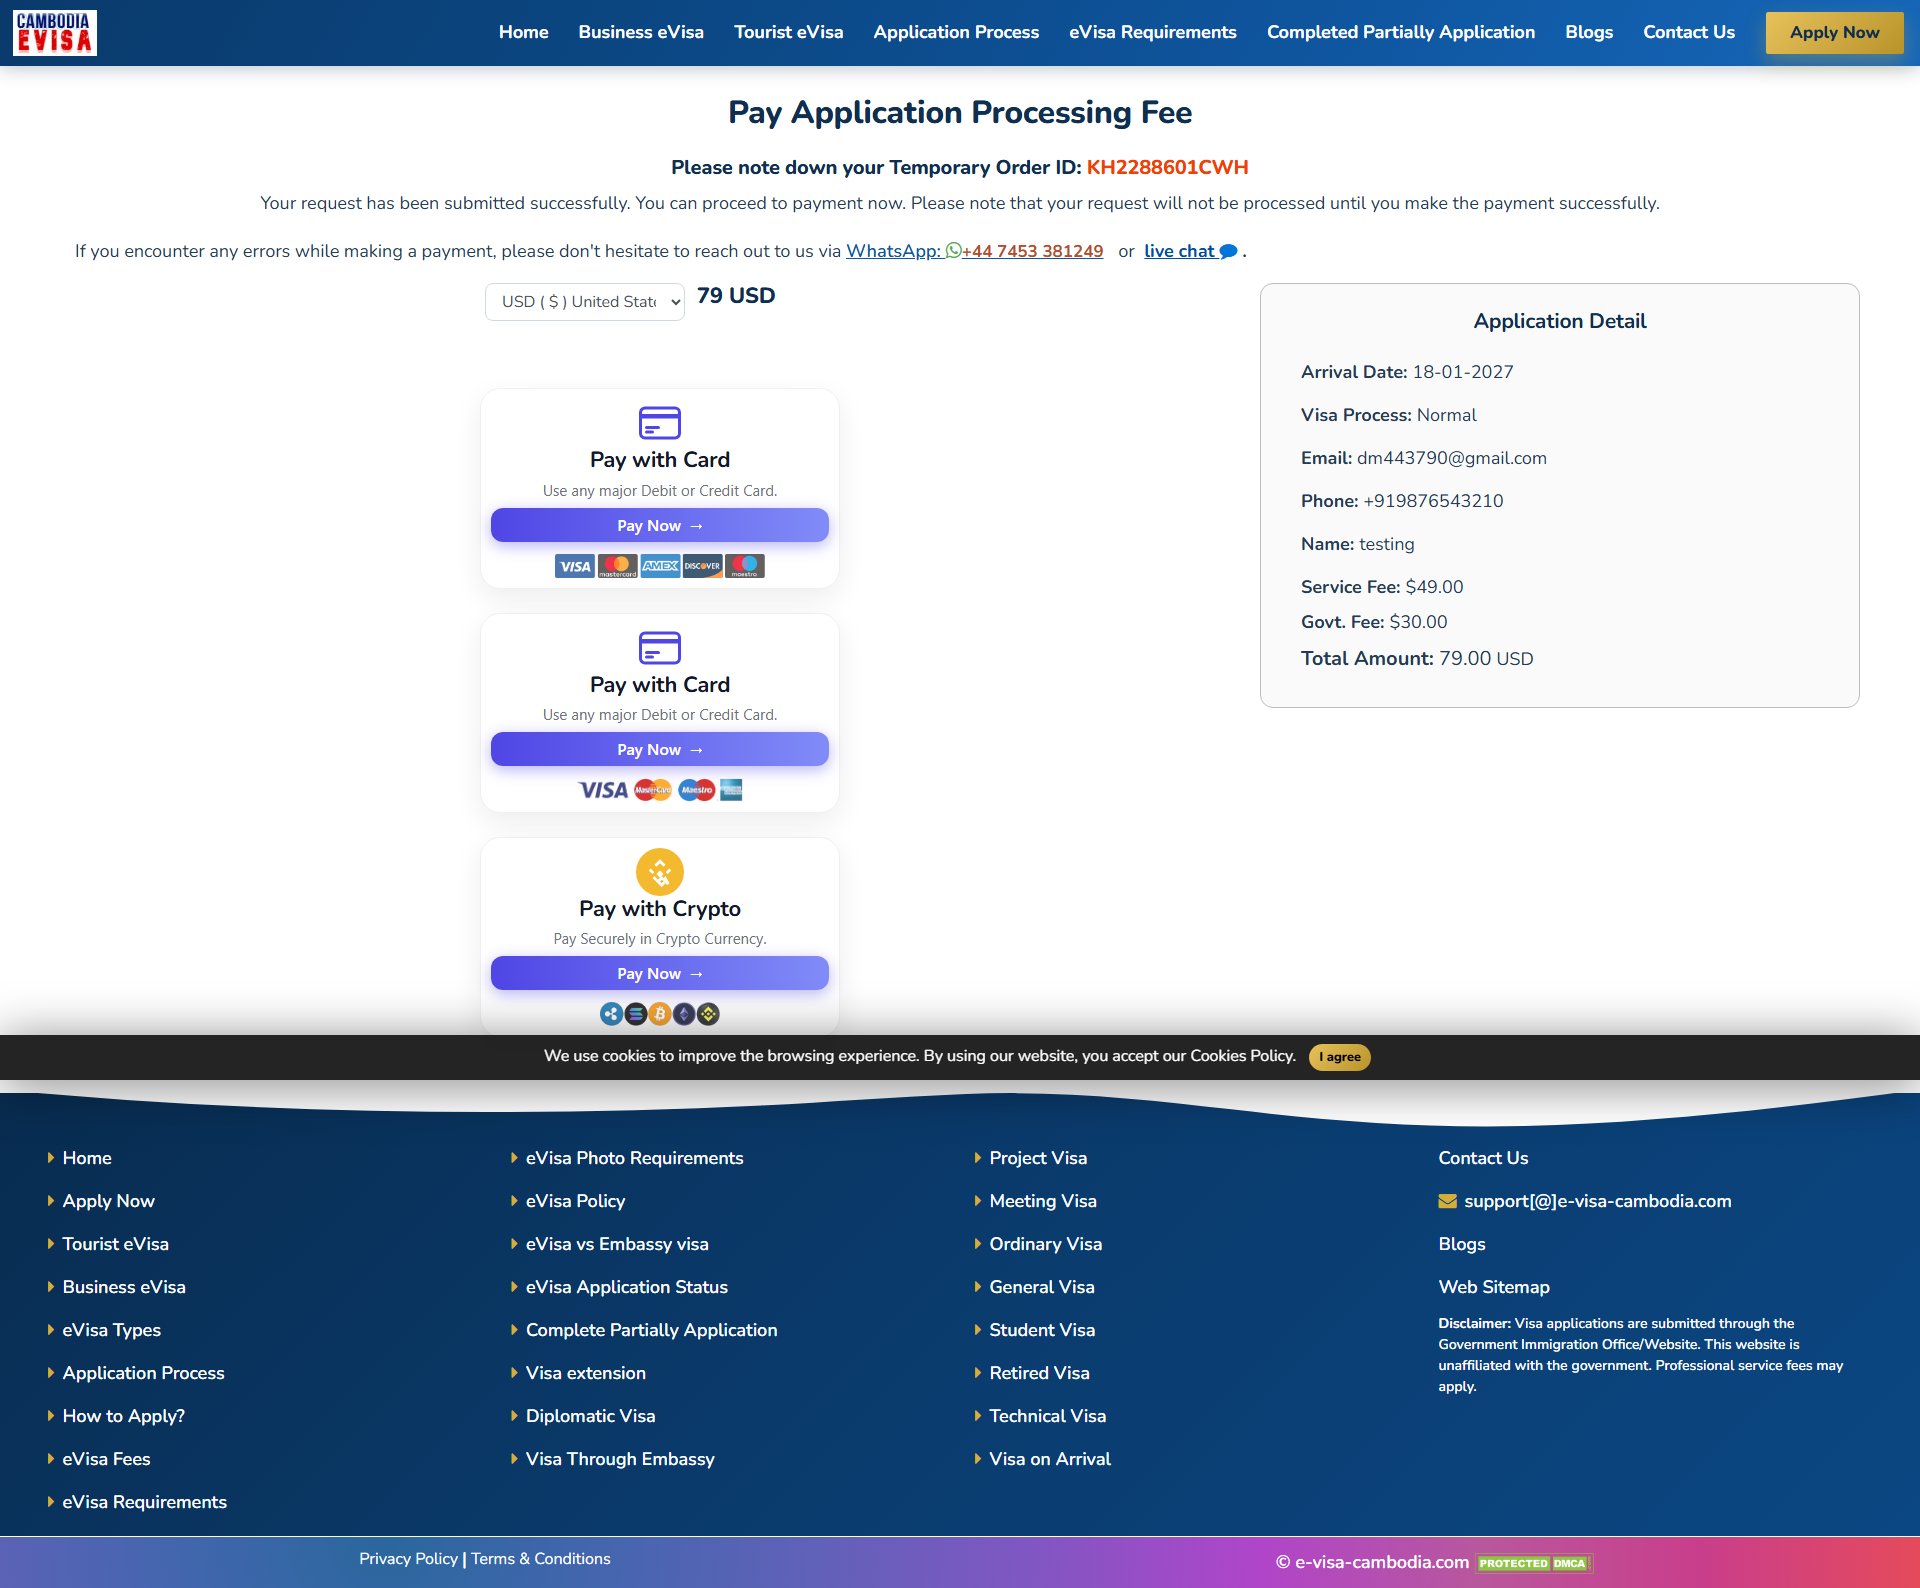 CAMBODIA
EVISA
Home Business eVisa Tourist eVisa Application Process eVisa Requirements Completed Partially Application Blogs Contact Us Apply Now
Pay Application Processing Fee
Please note down your Temporary Order ID: KH2288601CWH
Your request has been submitted successfully. You can proceed to payment now. Please note that your request will not be processed until you make the payment successfully.
If you encounter any errors while making a payment, please don't hesitate to reach out to us via WhatsApp: +44 7453 381249 or live chat .
USD ( $ ) United State 79 USD
Pay with Card
Use any major Debit or Credit Card.
Pay Now →
VISA mastercard AMEX DISCOVER maestro
Pay with Card
Use any major Debit or Credit Card.
Pay Now →
VISA MasterCard Maestro
Pay with Crypto
Pay Securely in Crypto Currency.
Pay Now →
Application Detail
Arrival Date: 18-01-2027
Visa Process: Normal
Email: dm443790@gmail.com
Phone: +919876543210
Name: testing
Service Fee: $49.00
Govt. Fee: $30.00
Total Amount: 79.00 USD
We use cookies to improve the browsing experience. By using our website, you accept our Cookies Policy. I agree
Home
Apply Now
Tourist eVisa
Business eVisa
eVisa Types
Application Process
How to Apply?
eVisa Fees
eVisa Requirements
eVisa Photo Requirements
eVisa Policy
eVisa vs Embassy visa
eVisa Application Status
Complete Partially Application
Visa extension
Diplomatic Visa
Visa Through Embassy
Project Visa
Meeting Visa
Ordinary Visa
General Visa
Student Visa
Retired Visa
Technical Visa
Visa on Arrival
Contact Us
support[@]e-visa-cambodia.com
Blogs
Web Sitemap
Disclaimer: Visa applications are submitted through the
Government Immigration Office/Website. This website is
unaffiliated with the government. Professional service fees may
apply.
Privacy Policy | Terms & Conditions
© e-visa-cambodia.com PROTECTED DMCA